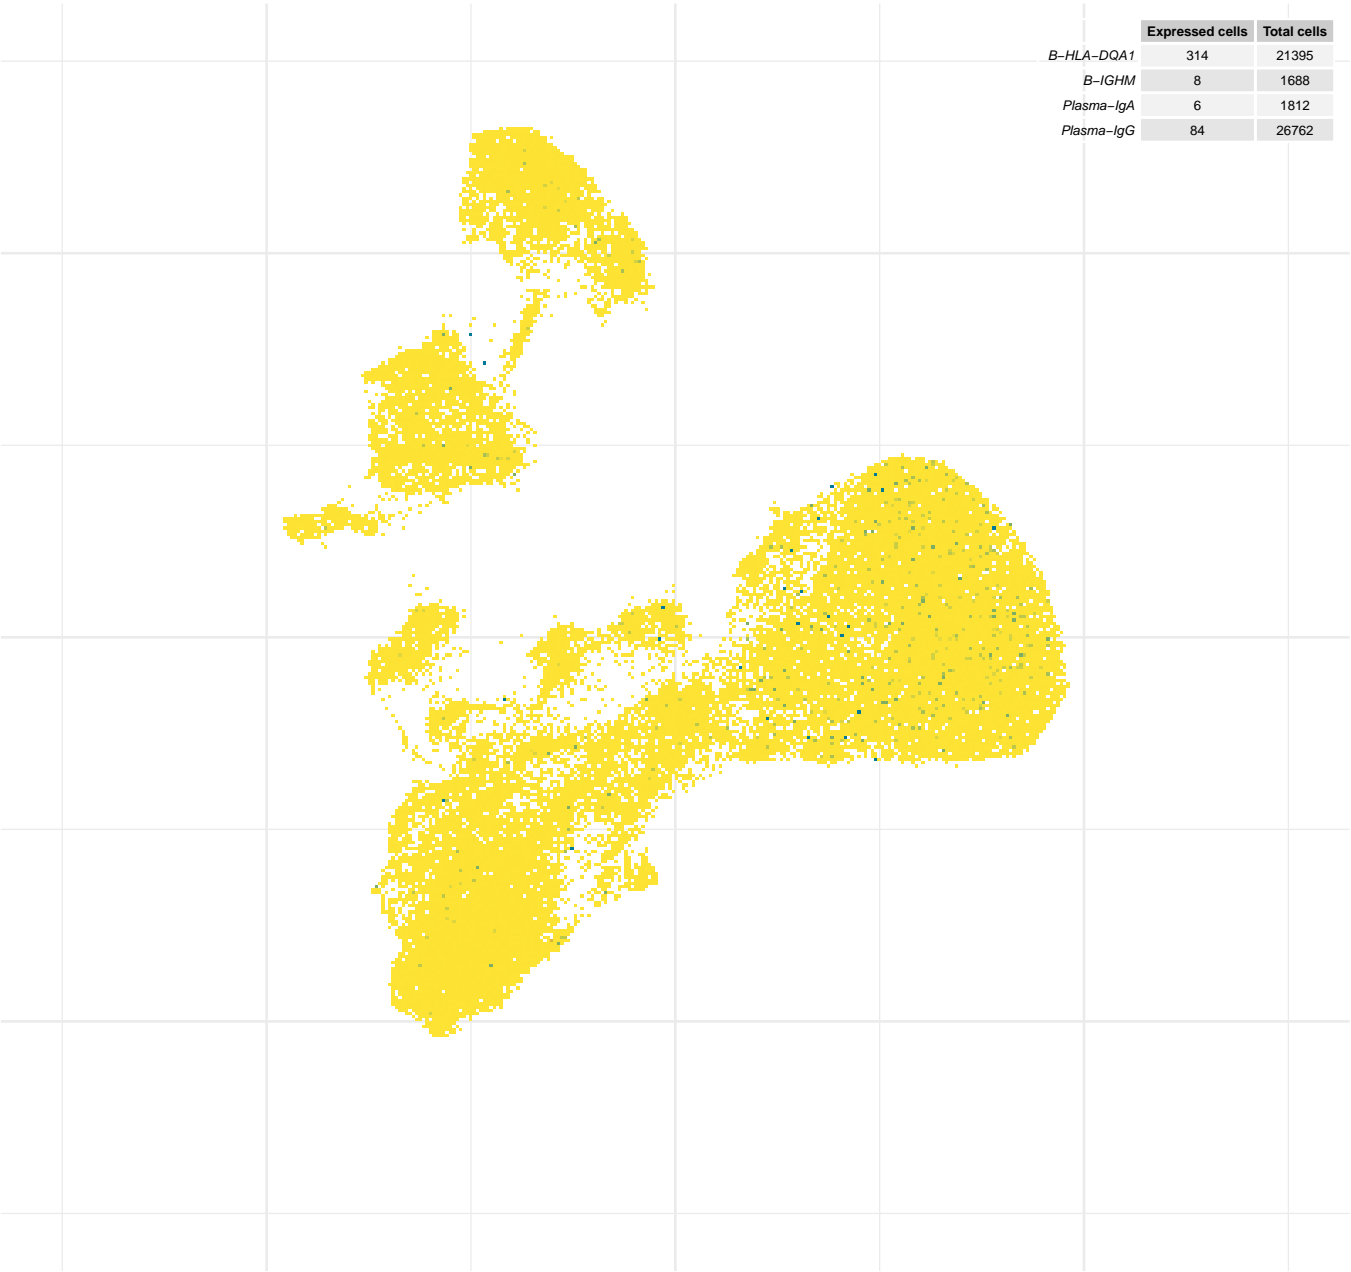 Expressed cells Total cells
B−HLA−DQA1 314 21395
B−IGHM 8 1688
Plasma−IgA 6 1812
Plasma−IgG 84 26762